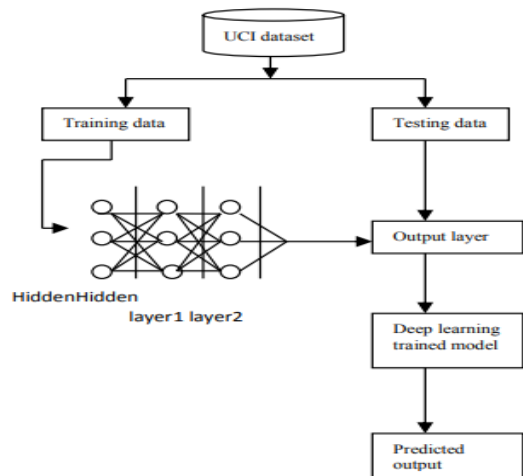 UCI dataset
Training data
Testing data
Output layer
HiddenHidden
layer1 layer2
Deep learning
trained model
Predicted
output